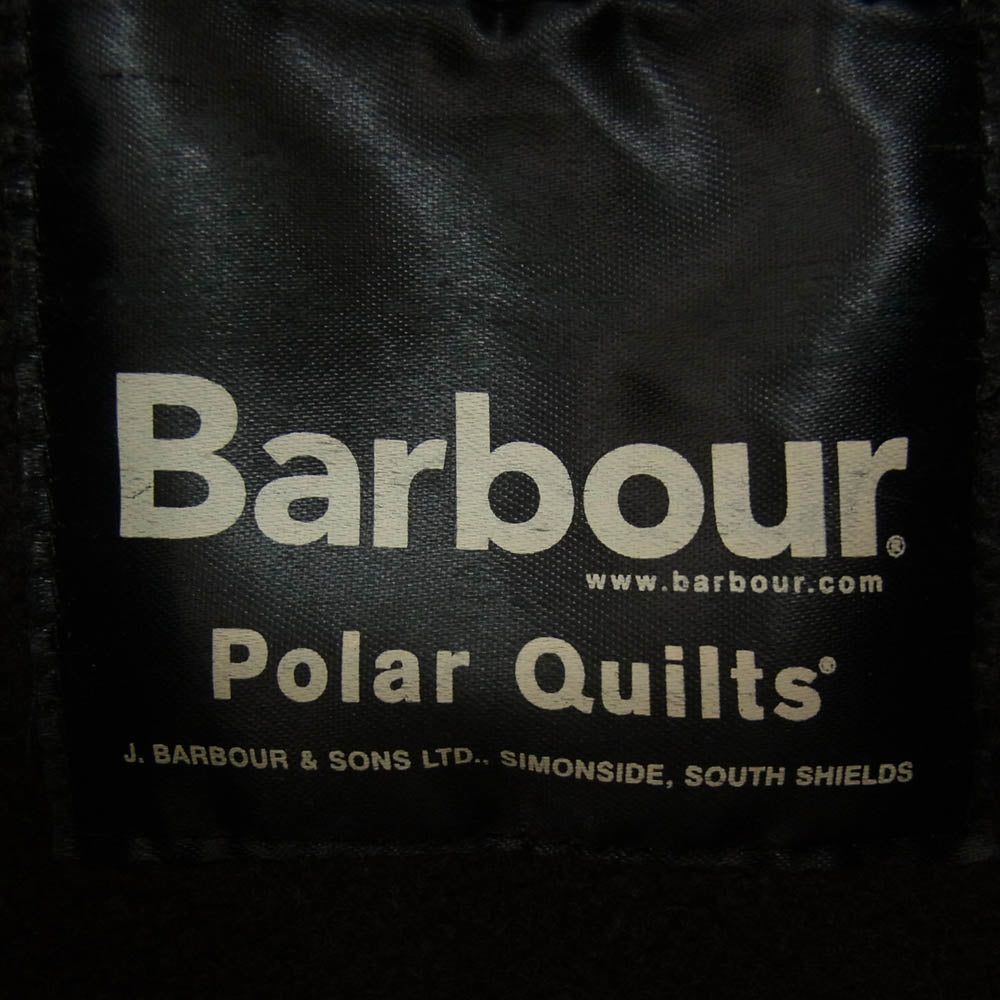 Barbour®
www.barbour.com
Polar Quilts®
J. BARBOUR & SONS LTD., SIMONSIDE, SOUTH SHIELDS